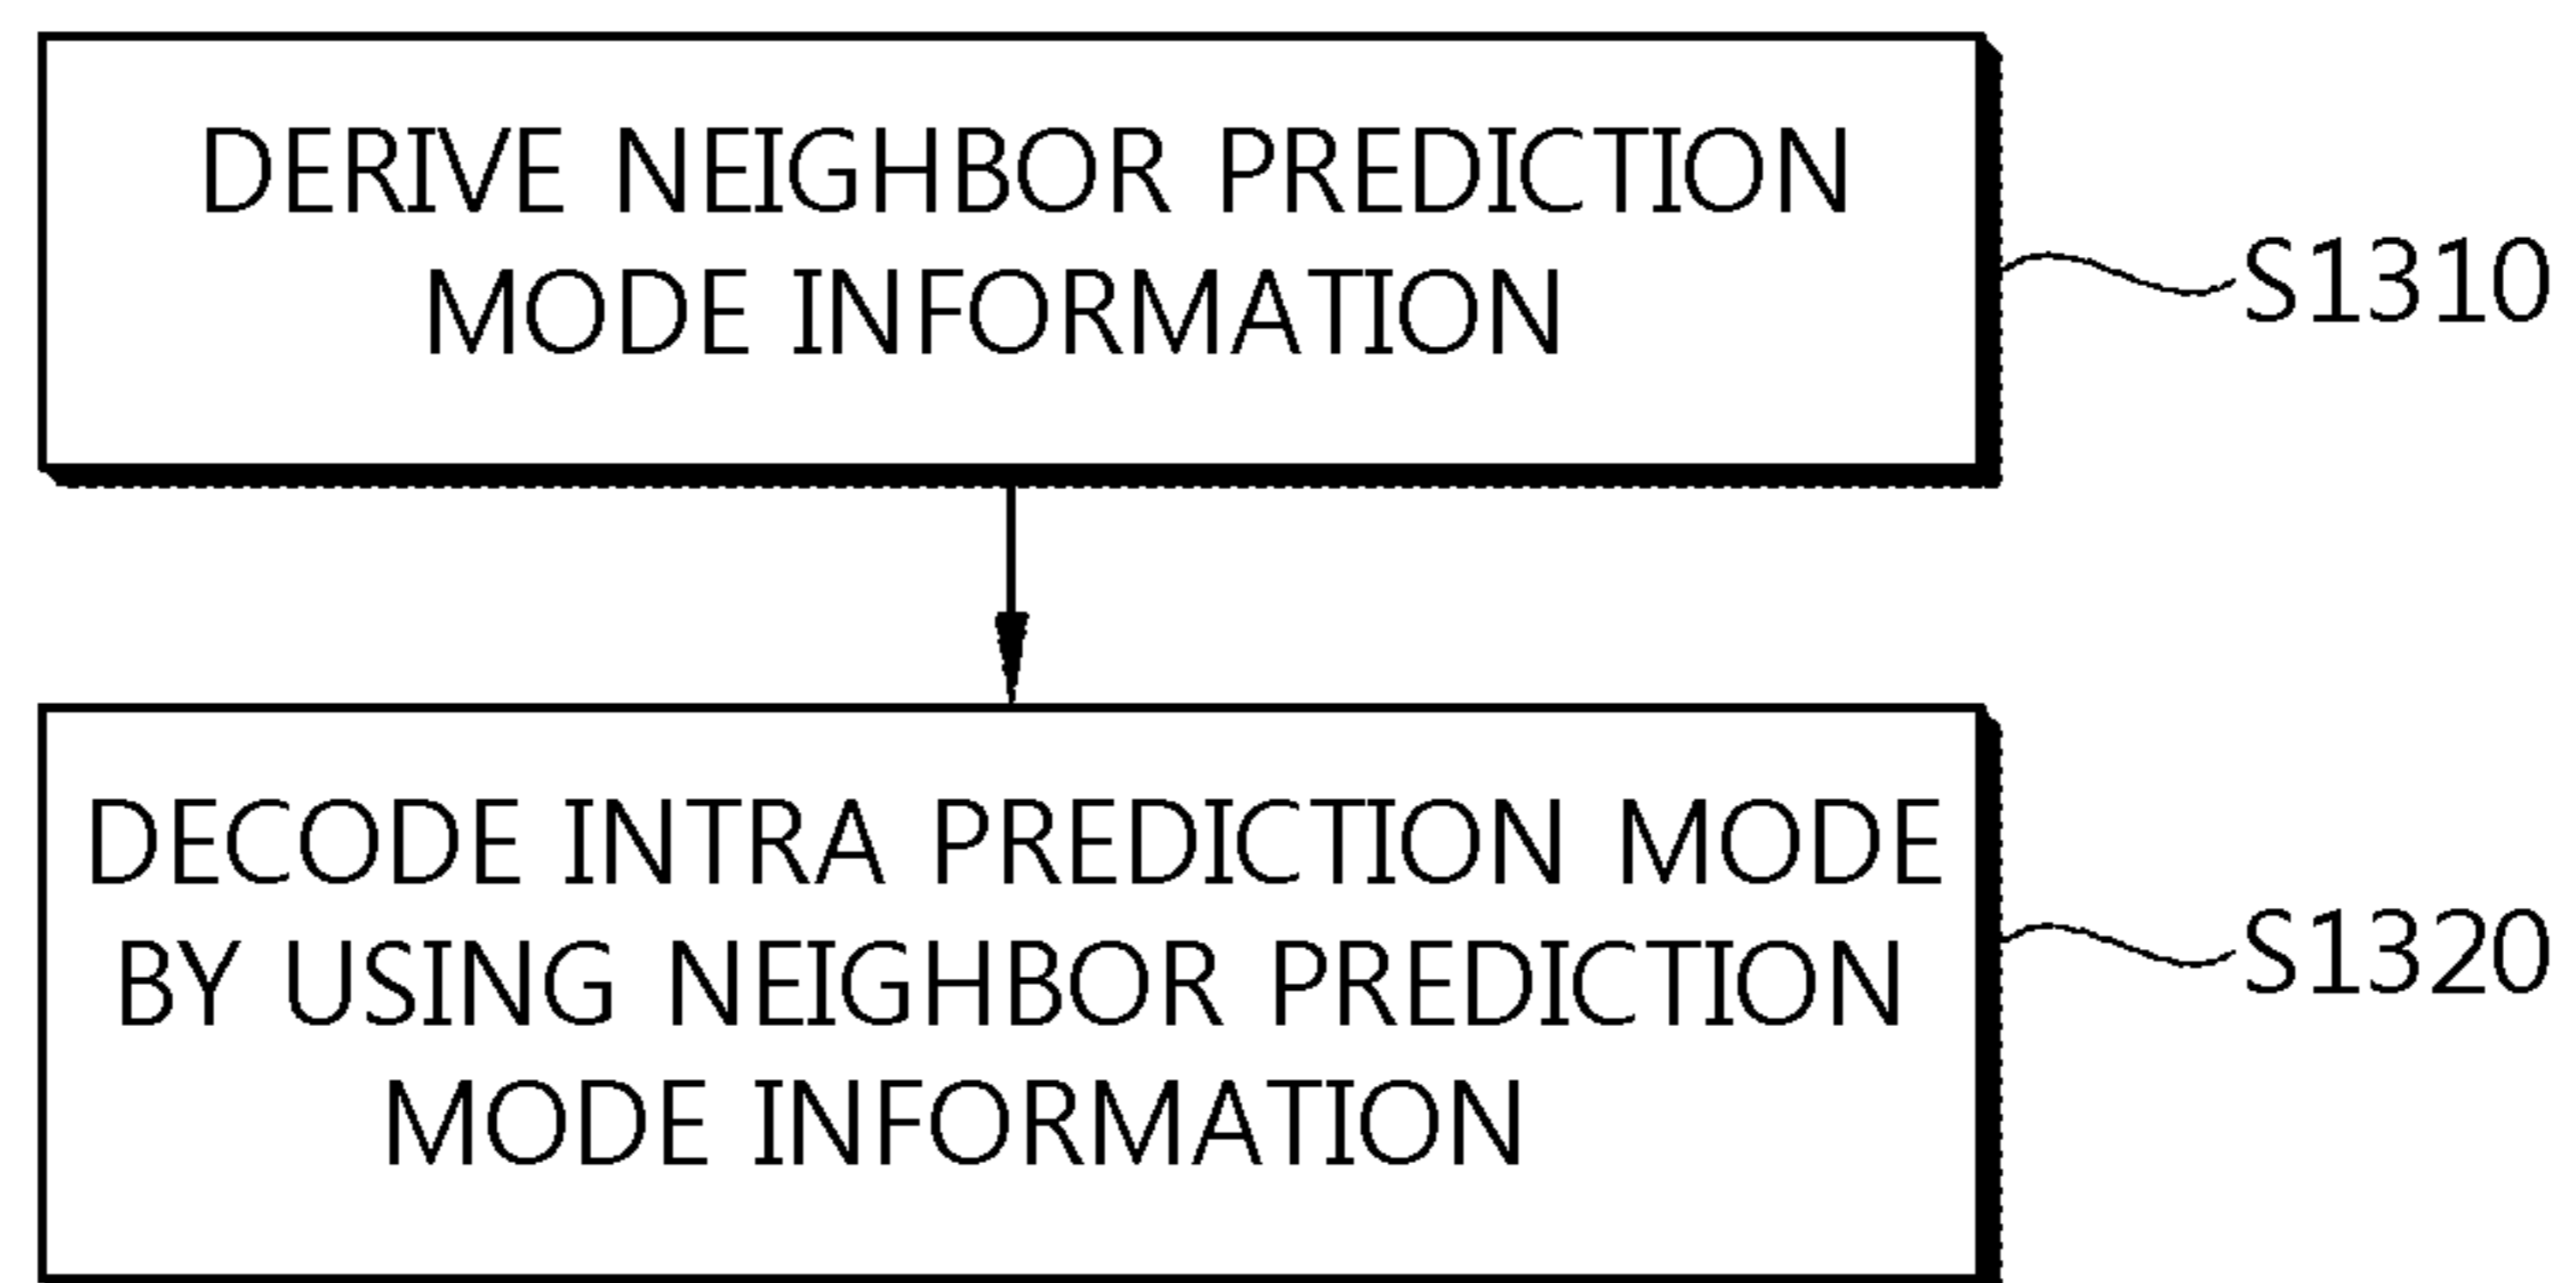 DERIVE NEIGHBOR PREDICTION
MODE INFORMATION
S1310
DECODE INTRA PREDICTION MODE
BY USING NEIGHBOR PREDICTION
MODE INFORMATION
S1320